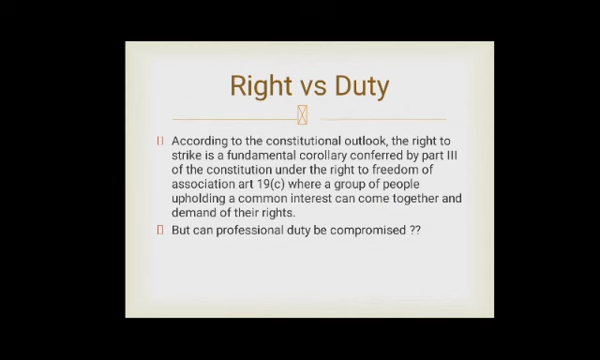 Right vs Duty
According to the constitutional outlook, the right to
strike is a fundamental corollary conferred by part III
of the constitution under the right to freedom of
association art 19(c) where a group of people
upholding a common interest can come together and
demand of their rights.
But can professional duty be compromised ??